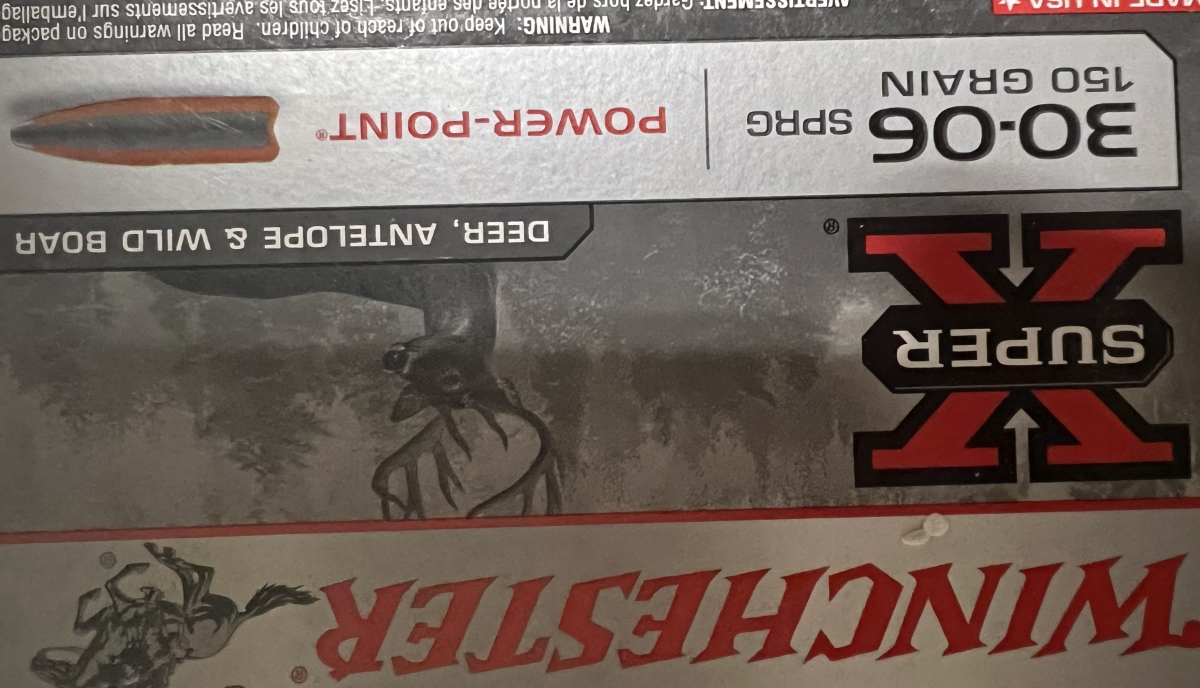 WINCHESTER®
SUPER X®
DEER, ANTELOPE & WILD BOAR
30-06 SPRG
150 GRAIN
POWER-POINT®
WARNING: Keep out of reach of children. Read all warnings on packag
AVERTISSEMENT: Gardez hors de la portée des enfants. Lisez tous les avertissements sur l'emballag
MADE IN USA